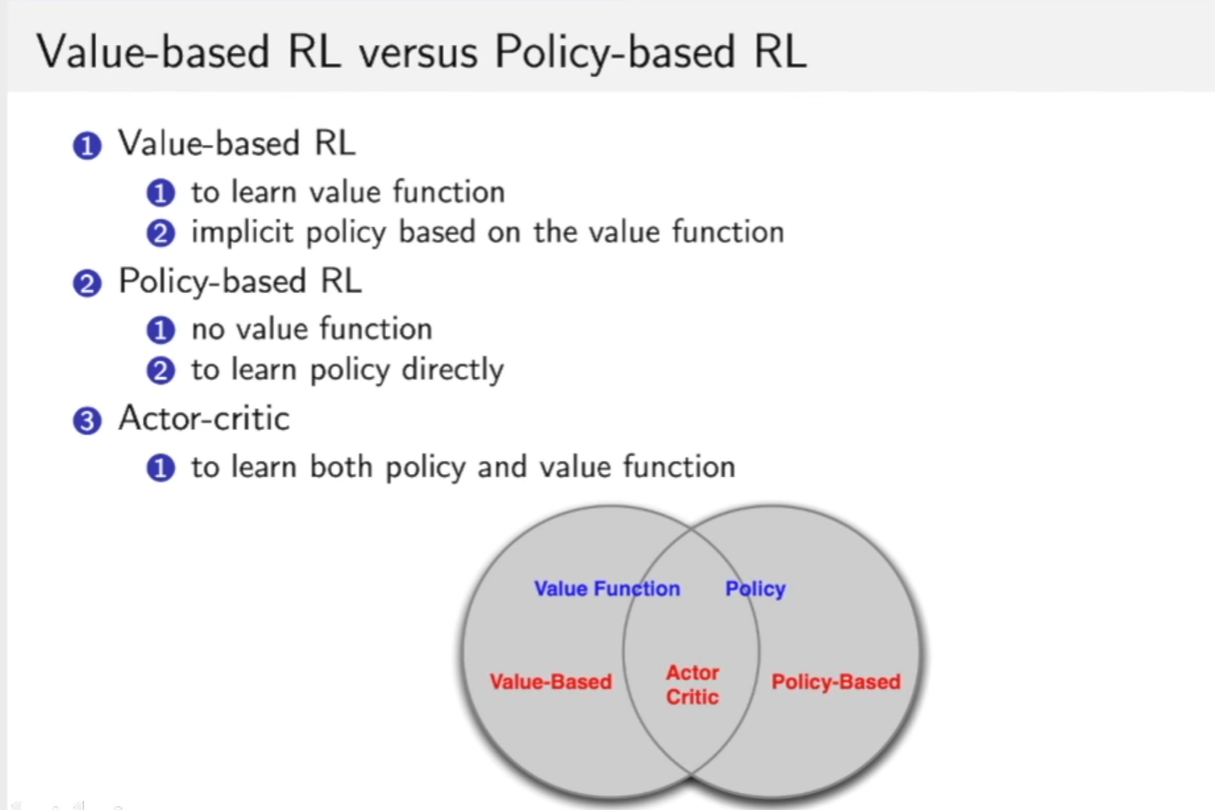 Value-based RL versus Policy-based RL
1 Value-based RL
1 to learn value function
2 implicit policy based on the value function
2 Policy-based RL
1 no value function
2 to learn policy directly
3 Actor-critic
1 to learn both policy and value function
Value Function Policy
Value-Based Actor Critic Policy-Based